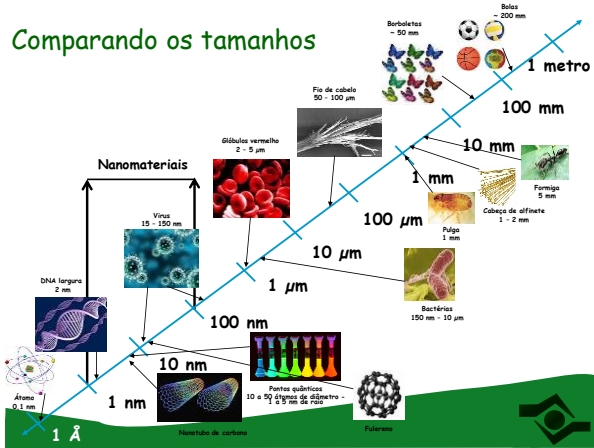 Comparando os tamanhos
Borboletas
~ 50 mm
Bolas
~ 200 mm
1 metro
Fio de cabelo
50 - 100 µm
100 mm
Glóbulos vermelho
2 - 5 µm
10 mm
Formiga
5 mm
Nanomateriais
1 mm
Cabeça de alfinete
1 - 2 mm
Vírus
15 - 150 nm
100 µm
Pulga
1 mm
10 µm
DNA largura
2 nm
1 µm
Bactérias
150 nm - 10 µm
100 nm
10 nm
Pontos quânticos
10 a 50 átomos de diâmetro -
1 a 5 nm de raio
Átomo
0,1 nm
1 nm
Nanotubo de carbono
Fulereno
1 Å